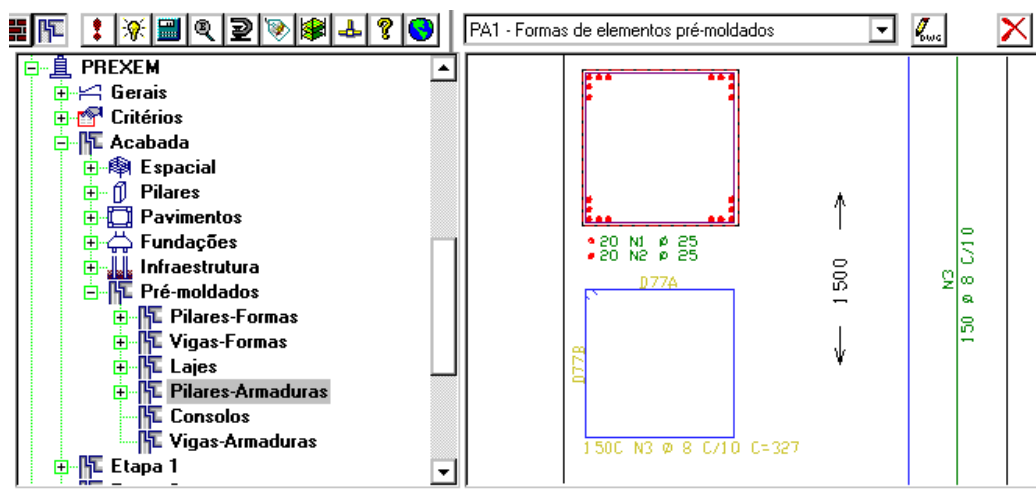 DWG
PA1 - Formas de elementos pré-moldados
PREXEM
Gerais
Critérios
Acabada
Espacial
Pilares
Pavimentos
Fundações
Infraestrutura
Pré-moldados
Pilares-Formas
Vigas-Formas
Lajes
Pilares-Armaduras
Consolos
Vigas-Armaduras
Etapa 1
20 N1 Ø 25
20 N2 Ø 25
D77A
D77B
150C N3 Ø 8 C/10 C=327
1500
N3
150 Ø 8 C/10